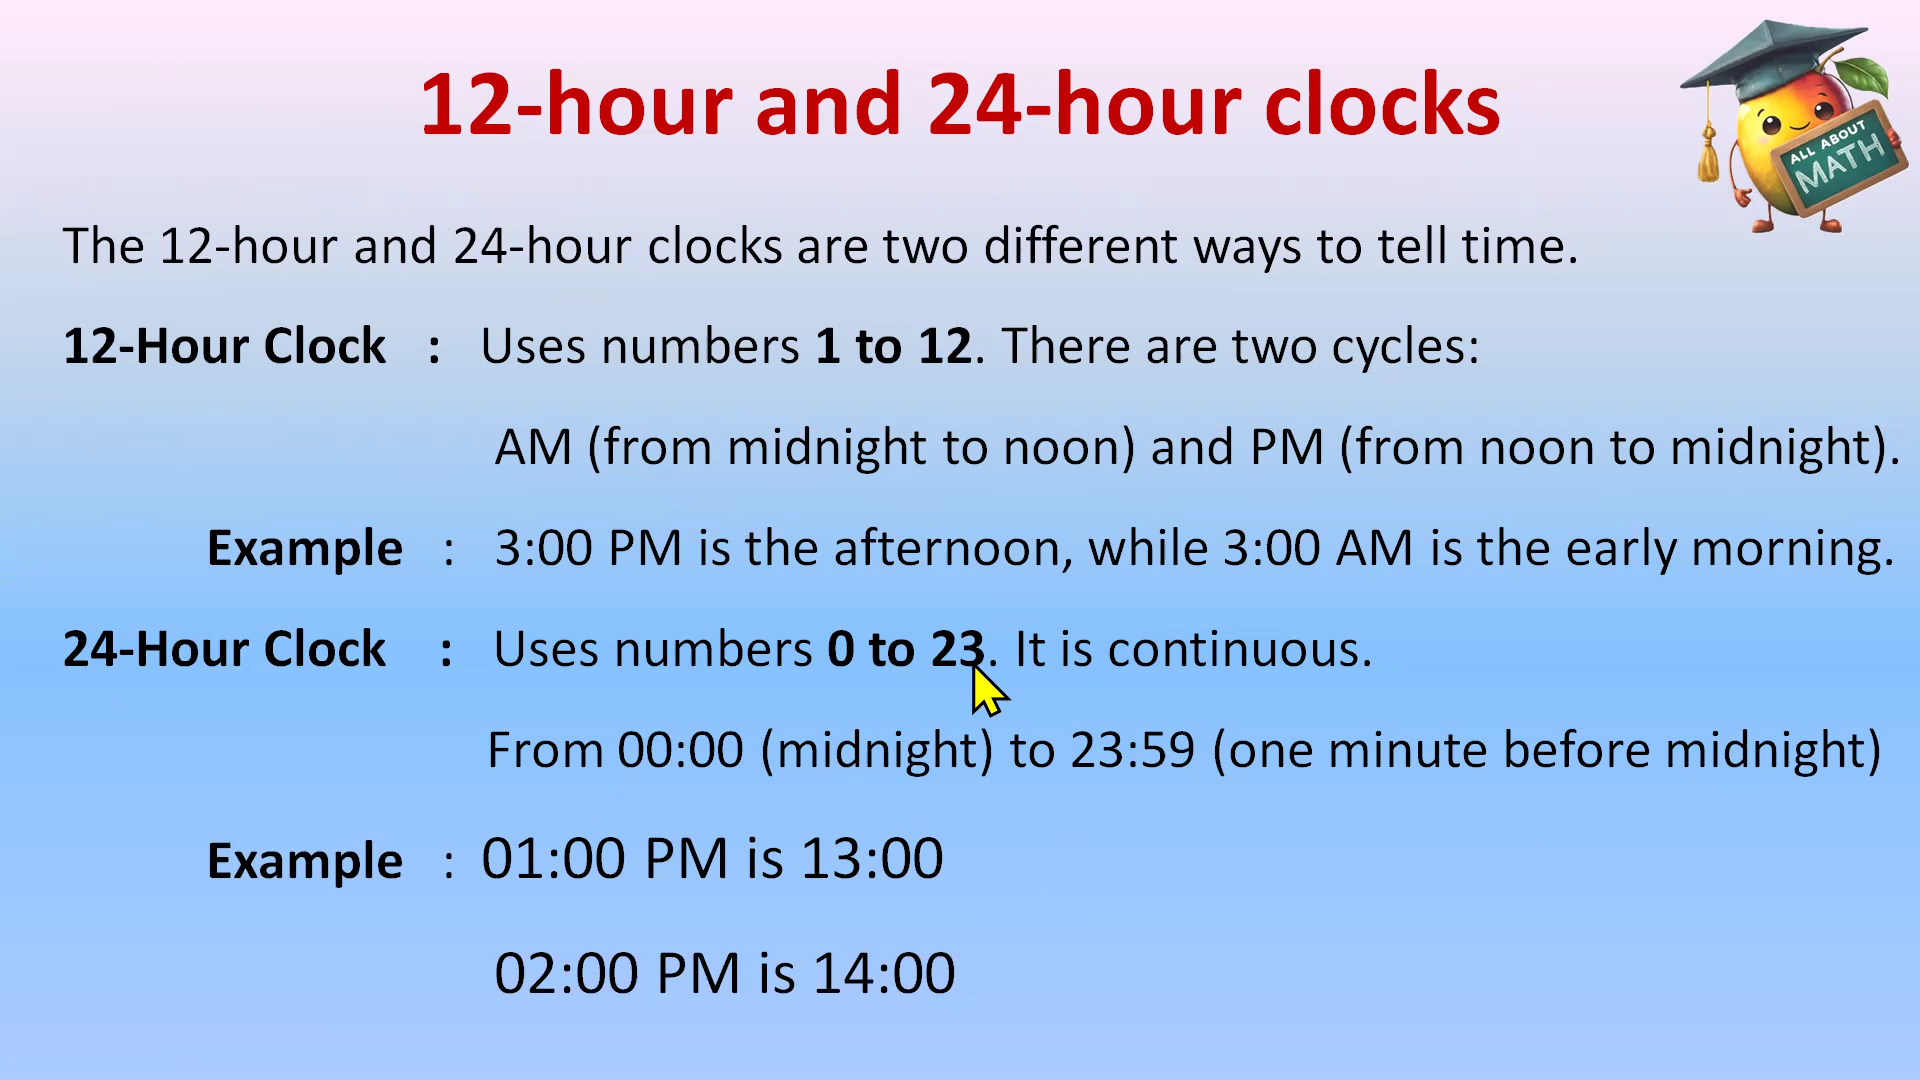 12-hour and 24-hour clocks
ALL ABOUT
MATH
The 12-hour and 24-hour clocks are two different ways to tell time.
12-Hour Clock : Uses numbers 1 to 12. There are two cycles:
AM (from midnight to noon) and PM (from noon to midnight).
Example : 3:00 PM is the afternoon, while 3:00 AM is the early morning.
24-Hour Clock : Uses numbers 0 to 23. It is continuous.
From 00:00 (midnight) to 23:59 (one minute before midnight)
Example : 01:00 PM is 13:00
02:00 PM is 14:00